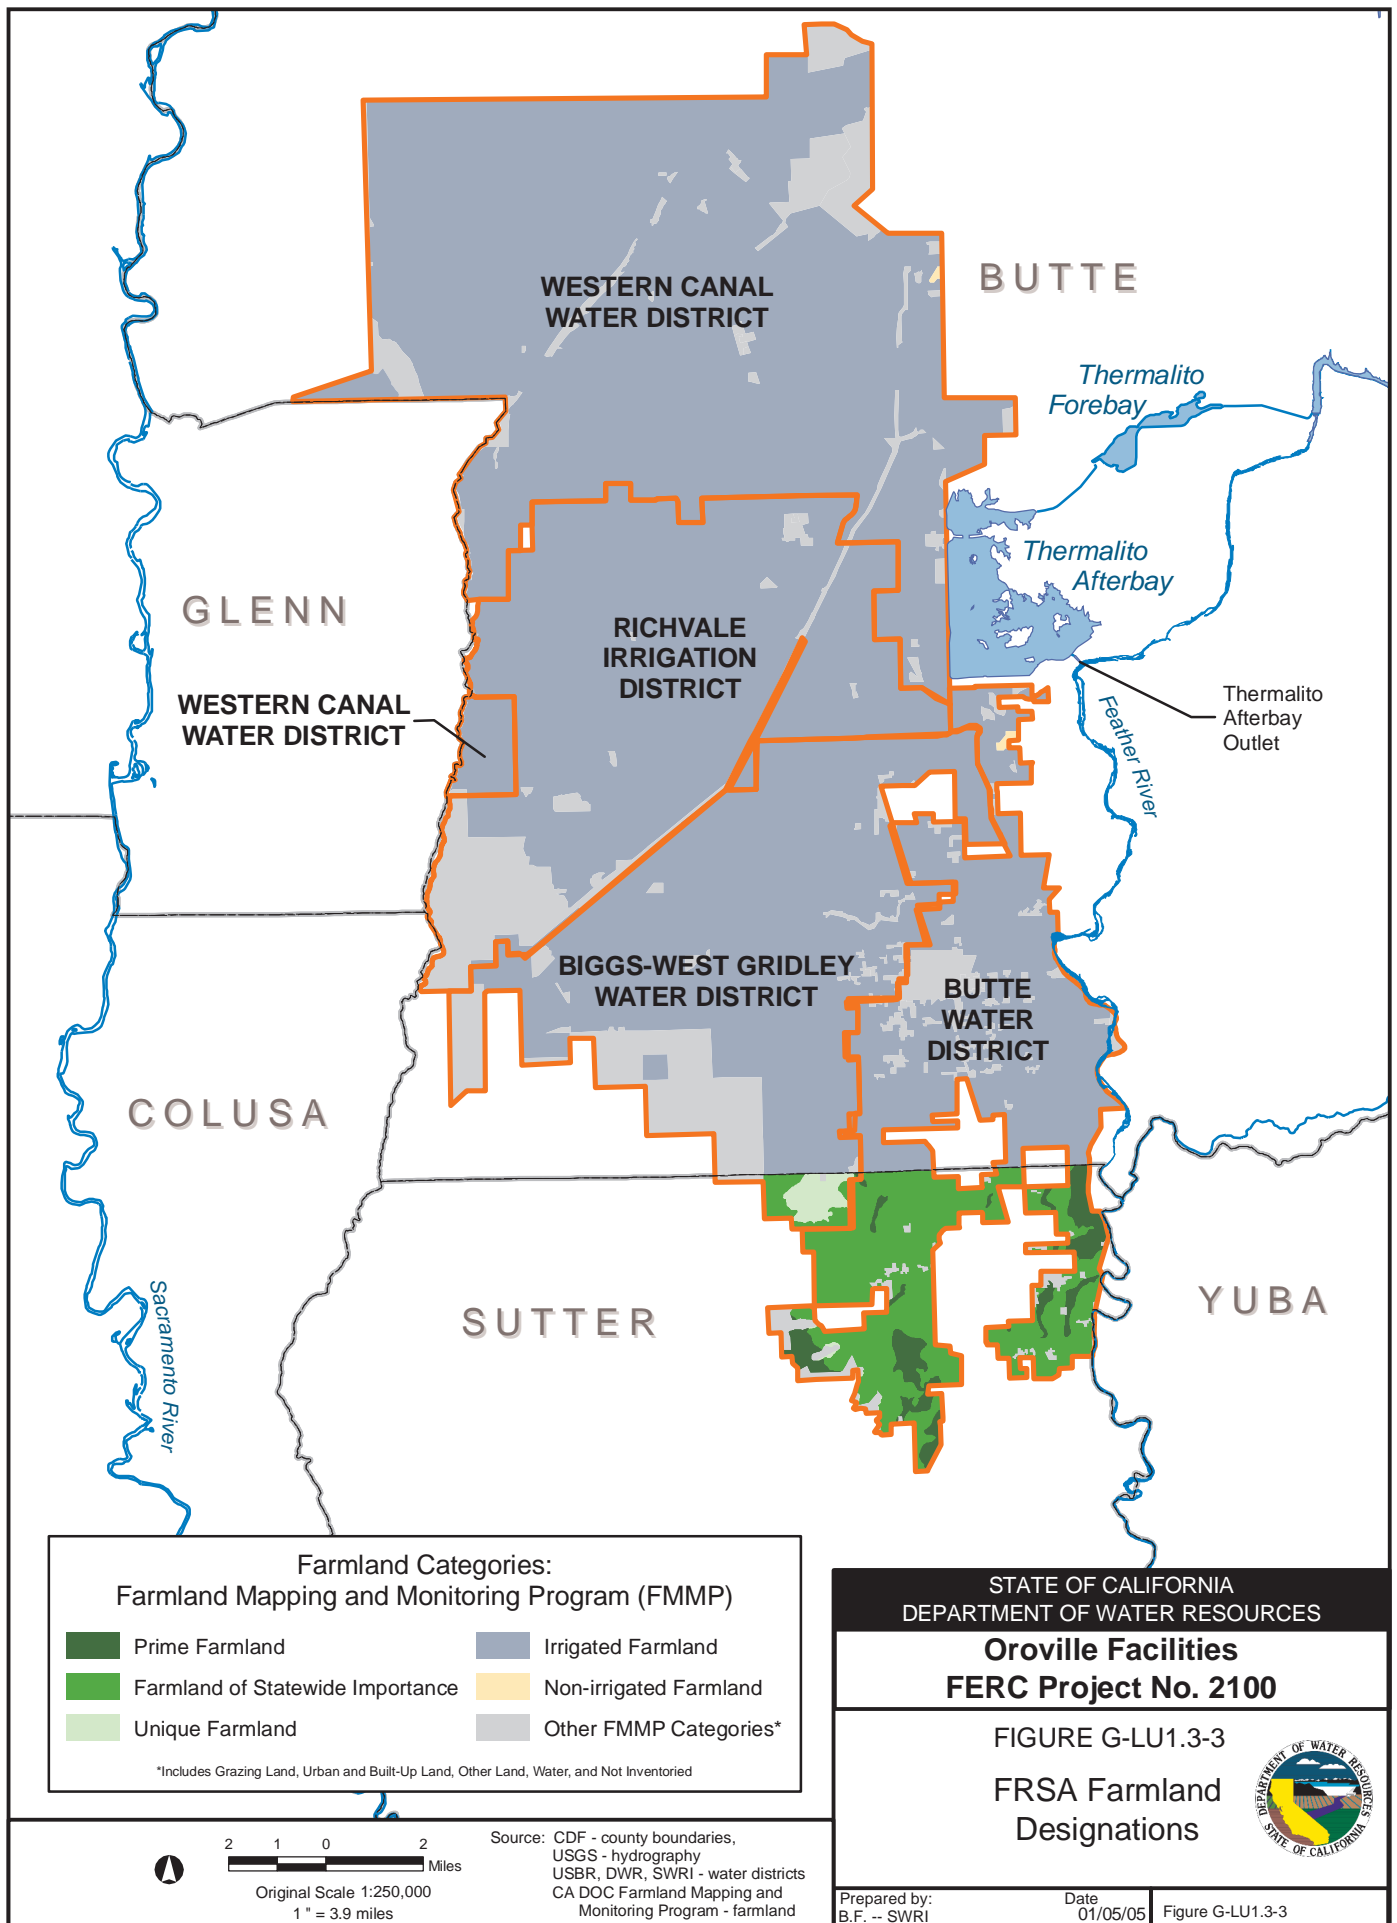 BUTTE
WESTERN CANAL
WATER DISTRICT
Thermalito
Forebay
Thermalito
Afterbay
GLENN
RICHVALE
IRRIGATION
DISTRICT
WESTERN CANAL
WATER DISTRICT
Thermalito
Afterbay
Outlet
Feather River
BIGGS-WEST GRIDLEY
WATER DISTRICT
BUTTE
WATER
DISTRICT
COLUSA
Sacramento River
SUTTER
YUBA
Farmland Categories:
Farmland Mapping and Monitoring Program (FMMP)
Prime Farmland
Farmland of Statewide Importance
Unique Farmland
Irrigated Farmland
Non-irrigated Farmland
Other FMMP Categories*
*Includes Grazing Land, Urban and Built-Up Land, Other Land, Water, and Not Inventoried
2 1 0 2
Miles
Original Scale 1:250,000
1 " = 3.9 miles
Source: CDF - county boundaries,
USGS - hydrography
USBR, DWR, SWRI - water districts
CA DOC Farmland Mapping and
Monitoring Program - farmland
STATE OF CALIFORNIA
DEPARTMENT OF WATER RESOURCES
Oroville Facilities
FERC Project No. 2100
FIGURE G-LU1.3-3
FRSA Farmland
Designations
DEPARTMENT OF WATER RESOURCES
STATE OF CALIFORNIA
Prepared by:
B.F. -- SWRI
Date
01/05/05
Figure G-LU1.3-3